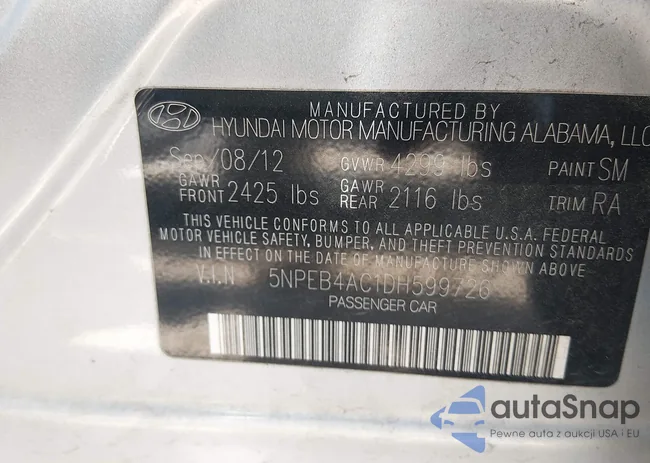 MANUFACTURED BY
HYUNDAI MOTOR MANUFACTURING ALABAMA, LLC
Sep/08/12 GVWR 4299 lbs PAINT SM
GAWR FRONT 2425 lbs GAWR REAR 2116 lbs TRIM RA
THIS VEHICLE CONFORMS TO ALL APPLICABLE U.S.A. FEDERAL
MOTOR VEHICLE SAFETY, BUMPER, AND THEFT PREVENTION STANDARDS
IN EFFECT ON THE DATE OF MANUFACTURE SHOWN ABOVE.
V.I.N 5NPEB4AC1DH599726
PASSENGER CAR
autoSnap
Pewne auta z aukcji USA i EU